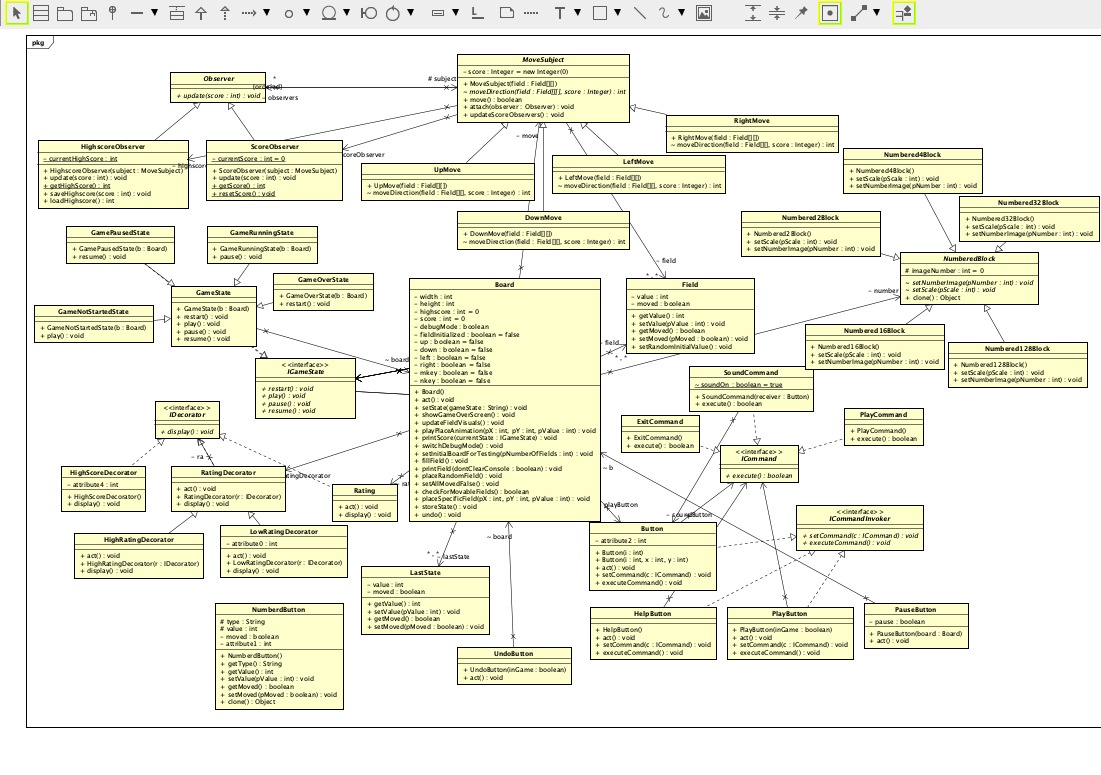 pkg
MoveSubject
- score : Integer = new Integer(0)
+ MoveSubject(field : Field[][])
~ moveDirection(field : Field[][], score : Integer) : int
+ move() : boolean
+ attach(observer : Observer) : void
+ updateScoreObservers() : void
Observer
+ update(score : int) : void
*
{ordered}
- observers
# subject
RightMove
+ RightMove(field : Field[][])
~ moveDirection(field : Field[][], score : Integer) : int
HighscoreObserver
- currentHighScore : int
+ HighscoreObserver(subject : MoveSubject)
+ update(score : int) : void
+ getHighScore() : int
+ saveHighscore(score : int) : void
+ loadHighscore() : int
ScoreObserver
- currentScore : int = 0
+ ScoreObserver(subject : MoveSubject)
+ update(score : int) : void
+ getScore() : int
+ resetScore() : void
coreObserver
- move
UpMove
+ UpMove(field : Field[][])
~ moveDirection(field : Field[][], score : Integer) : int
LeftMove
+ LeftMove(field : Field[][])
~ moveDirection(field : Field[][], score : Integer) : int
Numbered4Block
+ Numbered4Block()
+ setScale(pScale : int) : void
+ setNumberImage(pNumber : int) : void
Numbered32Block
+ Numbered32Block()
+ setScale(pScale : int) : void
+ setNumberImage(pNumber : int) : void
DownMove
+ DownMove(field : Field[][])
~ moveDirection(field : Field[][], score : Integer) : int
Numbered2Block
+ Numbered2Block()
+ setScale(pScale : int) : void
+ setNumberImage(pNumber : int) : void
GamePausedState
+ GamePausedState(b : Board)
+ resume() : void
GameRunningState
+ GameRunningState(b : Board)
+ pause() : void
NumberedBlock
# imageNumber : int = 0
~ setNumberImage(pNumber : int) : void
~ setScale(pScale : int) : void
+ clone() : Object
- number
~ field
*..*
GameOverState
+ GameOverState(b : Board)
+ restart() : void
GameState
+ GameState(b : Board)
+ restart() : void
+ play() : void
+ pause() : void
+ resume() : void
GameNotStartedState
+ GameNotStartedState(b : Board)
+ play() : void
Board
- width : int
- height : int
- highscore : int = 0
- score : int = 0
- debugMode : boolean
- fieldInitialized : boolean = false
- up : boolean = false
- down : boolean = false
- left : boolean = false
- right : boolean = false
- mkey : boolean = false
- nkey : boolean = false
+ Board()
+ act() : void
+ setState(gameState : String) : void
+ showGameOverScreen() : void
+ updateFieldVisuals() : void
+ playPlaceAnimation(pX : int, pY : int, pValue : int) : void
+ printScore(currentState : IGameState) : void
+ switchDebugMode() : void
+ setInitialBoardForTesting(pNumberOfFields : int) : void
+ fillField() : void
+ printField(dontClearConsole : boolean) : void
+ placeRandomField() : void
+ setAllMovedFalse() : void
+ checkForMovableFields() : boolean
+ placeSpecificField(pX : int, pY : int, pValue : int) : void
+ storeState() : void
+ undo() : void
Field
- value : int
- moved : boolean
+ getValue() : int
+ setValue(pValue : int) : void
+ getMoved() : boolean
+ setMoved(pMoved : boolean) : void
+ setRandomInitialValue() : void
- field
*..*
Numbered16Block
+ Numbered16Block()
+ setScale(pScale : int) : void
+ setNumberImage(pNumber : int) : void
Numbered128Block
+ Numbered128Block()
+ setScale(pScale : int) : void
+ setNumberImage(pNumber : int) : void
<<interface>>
IGameState
+ restart() : void
+ play() : void
+ pause() : void
+ resume() : void
~ board
SoundCommand
~ soundOn : boolean = true
+ SoundCommand(receiver : Button)
+ execute() : boolean
<<interface>>
IDecorator
+ display() : void
ExitCommand
+ ExitCommand()
+ execute() : boolean
PlayCommand
+ PlayCommand()
+ execute() : boolean
<<interface>>
ICommand
+ execute() : boolean
~ ra
~ b
HighScoreDecorator
- attribute4 : int
+ HighScoreDecorator()
+ display() : void
RatingDecorator
+ act() : void
+ RatingDecorator(r : IDecorator)
+ display() : void
Rating
+ act() : void
+ display() : void
playButton
<<interface>>
ICommandInvoker
+ setCommand(c : ICommand) : void
+ executeCommand() : void
HighRatingDecorator
+ act() : void
+ HighRatingDecorator(r : IDecorator)
+ display() : void
LowRatingDecorator
- attribute0 : int
+ act() : void
+ LowRatingDecorator(r : IDecorator)
+ display() : void
Button
- attribute2 : int
+ Button(i : int)
+ Button(i : int, x : int, y : int)
+ act() : void
+ setCommand(c : ICommand) : void
+ executeCommand() : void
~ board
*..*
- lastState
LastState
- value : int
- moved : boolean
+ getValue() : int
+ setValue(pValue : int) : void
+ getMoved() : boolean
+ setMoved(pMoved : boolean) : void
NumberdButton
# type : String
# value : int
- moved : boolean
- attribute1 : int
+ NumberdButton()
+ getType() : String
+ getValue() : int
+ setValue(pValue : int) : void
+ getMoved() : boolean
+ setMoved(pMoved : boolean) : void
+ clone() : Object
HelpButton
+ HelpButton()
+ act() : void
+ setCommand(c : ICommand) : void
+ executeCommand() : void
PlayButton
+ PlayButton(inGame : boolean)
+ act() : void
+ setCommand(c : ICommand) : void
+ executeCommand() : void
PauseButton
- pause : boolean
+ PauseButton(board : Board)
+ act() : void
UndoButton
+ UndoButton(inGame : boolean)
+ act() : void